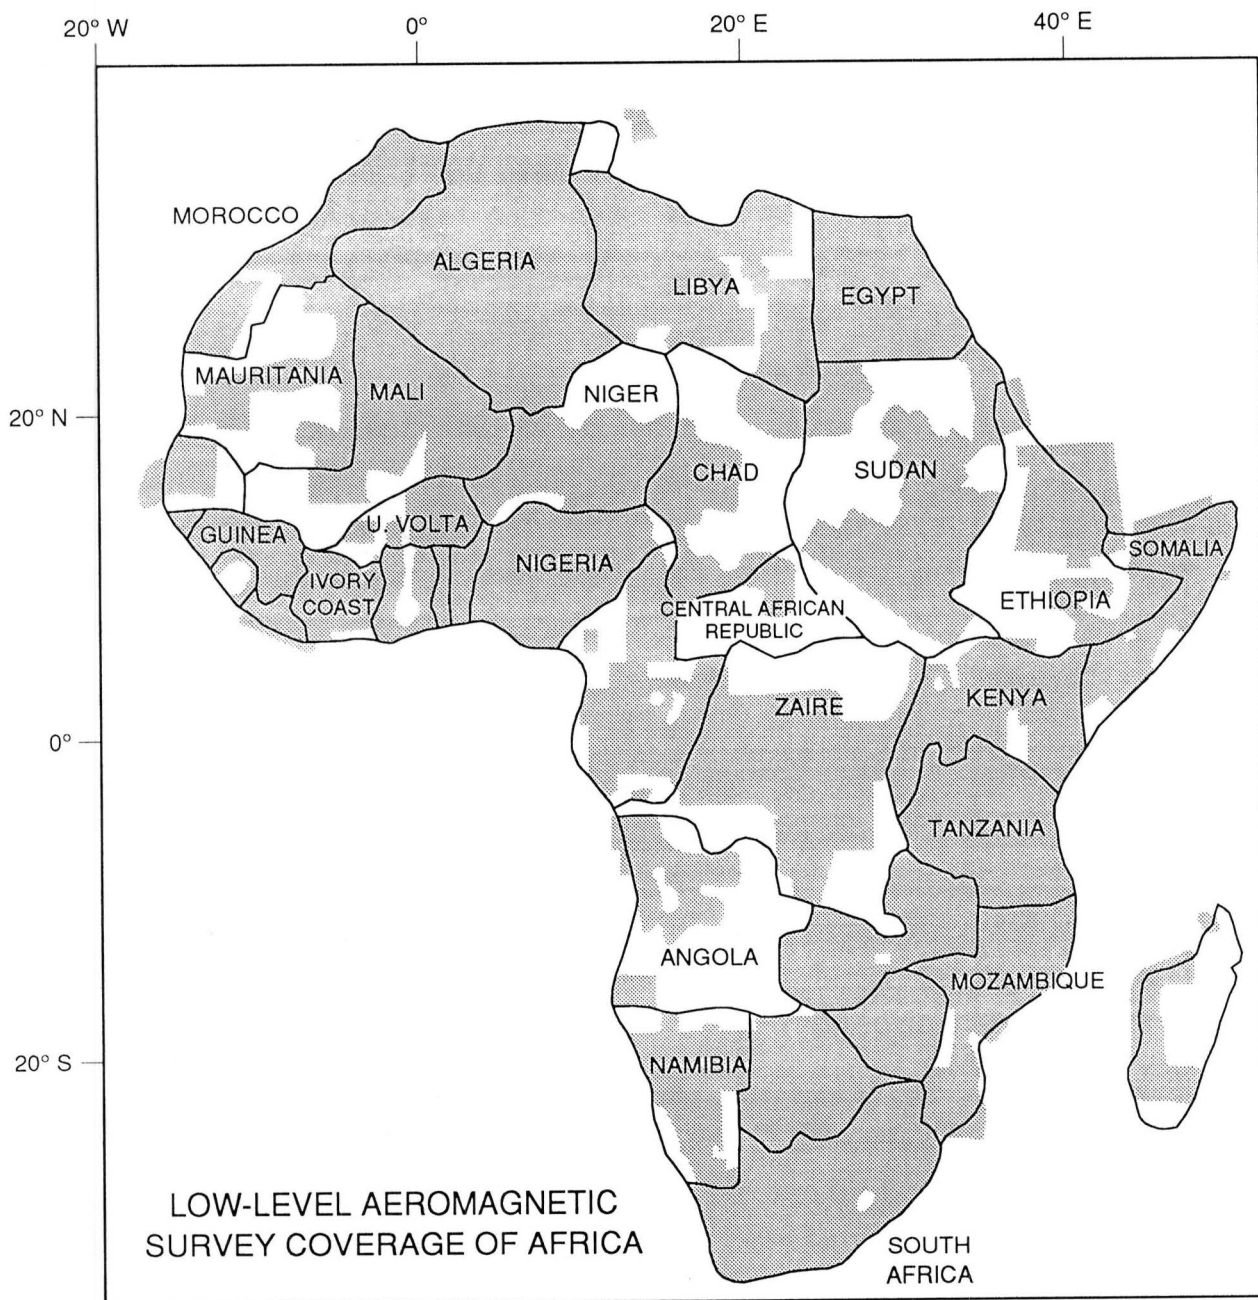 20° W
0°
20° E
40° E
MOROCCO
ALGERIA
LIBYA
EGYPT
MAURITANIA
MALI
NIGER
20° N
CHAD
SUDAN
GUINEA
U. VOLTA
NIGERIA
SOMALIA
IVORY
COAST
CENTRAL AFRICAN
REPUBLIC
ETHIOPIA
ZAIRE
KENYA
0°
TANZANIA
ANGOLA
MOZAMBIQUE
20° S
NAMIBIA
LOW-LEVEL AEROMAGNETIC
SURVEY COVERAGE OF AFRICA
SOUTH
AFRICA